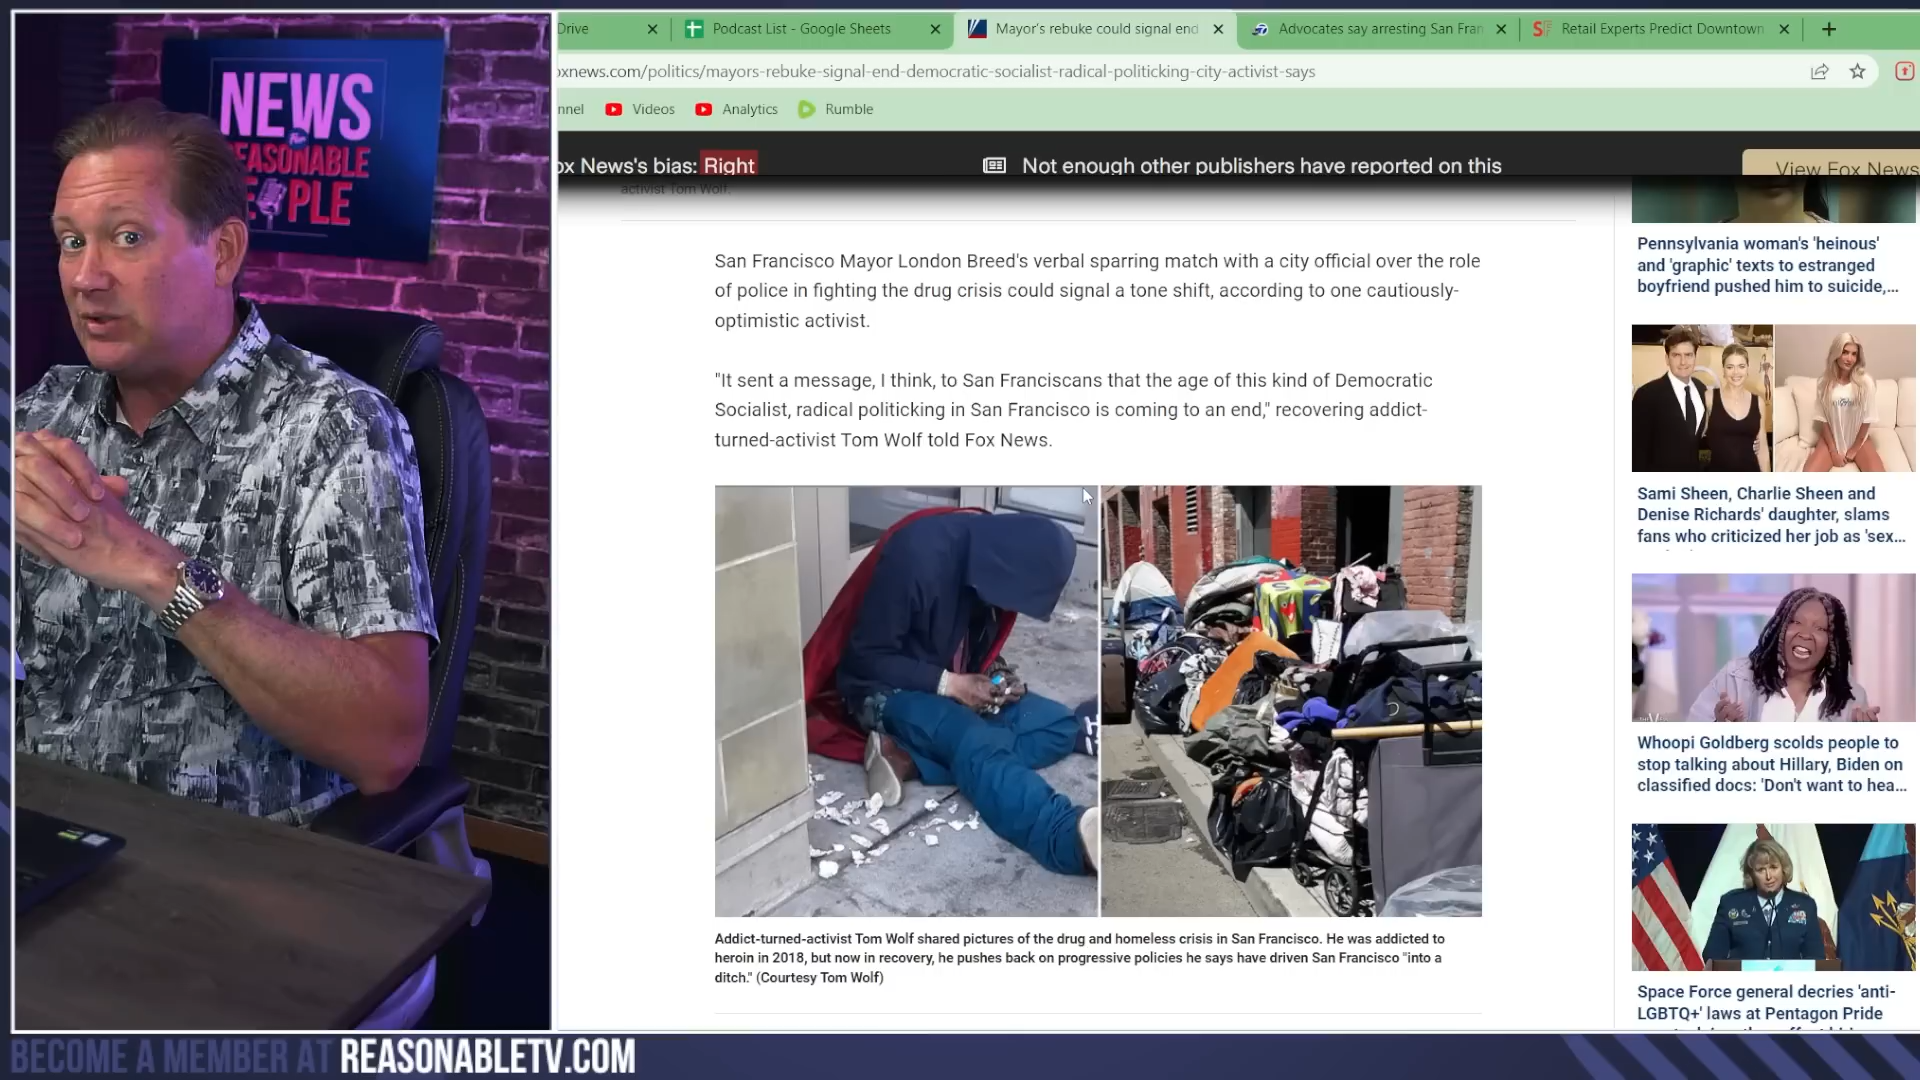 NEWS
FOR
REASONABLE
PEOPLE
Drive
Podcast List - Google Sheets
Mayor's rebuke could signal end
Advocates say arresting San Fran
Retail Experts Predict Downtown
oxnews.com/politics/mayors-rebuke-signal-end-democratic-socialist-radical-politicking-city-activist-says
nnel
Videos
Analytics
Rumble
ox News's bias: Right
Not enough other publishers have reported on this
View Fox News
activist Tom Wolf.
San Francisco Mayor London Breed's verbal sparring match with a city official over the role
of police in fighting the drug crisis could signal a tone shift, according to one cautiously-
optimistic activist.
"It sent a message, I think, to San Franciscans that the age of this kind of Democratic
Socialist, radical politicking in San Francisco is coming to an end," recovering addict-
turned-activist Tom Wolf told Fox News.
Addict-turned-activist Tom Wolf shared pictures of the drug and homeless crisis in San Francisco. He was addicted to
heroin in 2018, but now in recovery, he pushes back on progressive policies he says have driven San Francisco "into a
ditch." (Courtesy Tom Wolf)
Pennsylvania woman's 'heinous'
and 'graphic' texts to estranged
boyfriend pushed him to suicide,...
Sami Sheen, Charlie Sheen and
Denise Richards' daughter, slams
fans who criticized her job as 'sex...
Whoopi Goldberg scolds people to
stop talking about Hillary, Biden on
classified docs: 'Don't want to hea...
Space Force general decries 'anti-
LGBTQ+' laws at Pentagon Pride
BECOME A MEMBER AT REASONABLETV.COM